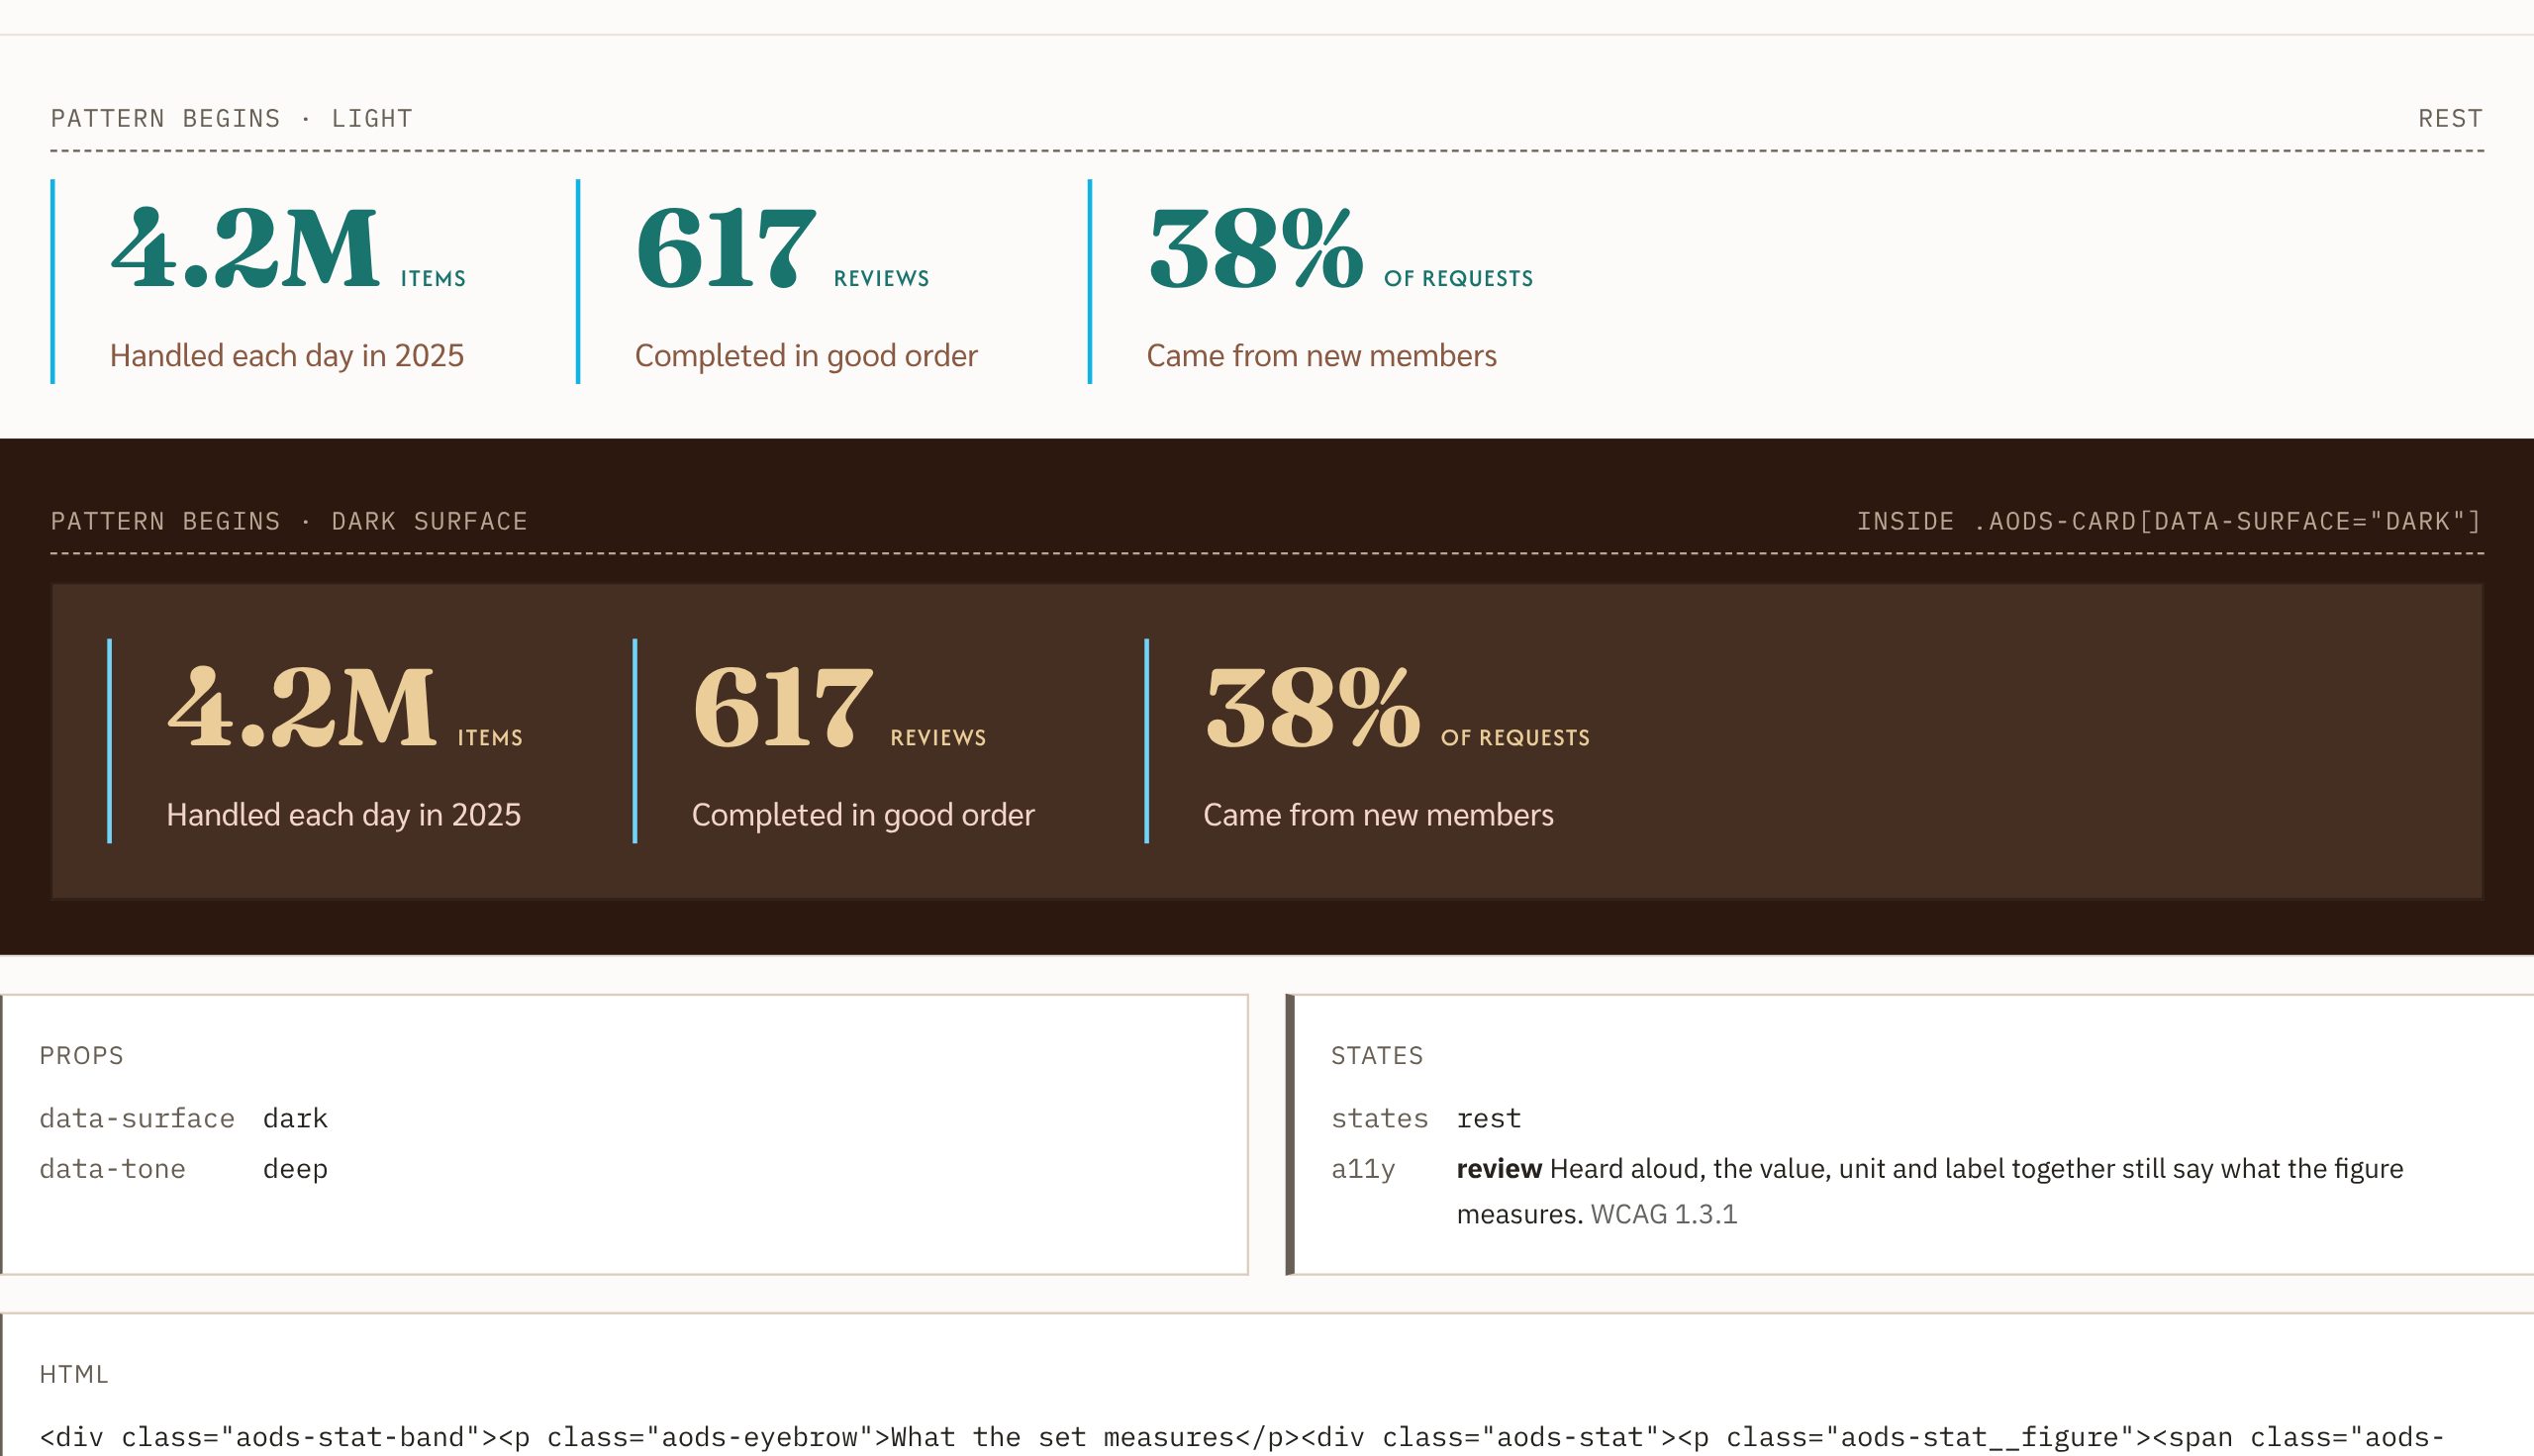 PATTERN BEGINS · LIGHT REST
4.2M ITEMS 617 REVIEWS 38% OF REQUESTS
Handled each day in 2025 Completed in good order Came from new members
PATTERN BEGINS · DARK SURFACE INSIDE .AODS-CARD[DATA-SURFACE="DARK"]
4.2M ITEMS 617 REVIEWS 38% OF REQUESTS
Handled each day in 2025 Completed in good order Came from new members
PROPS
data-surface dark
data-tone deep
STATES
states rest
a11y review Heard aloud, the value, unit and label together still say what the figure
measures. WCAG 1.3.1
HTML
<div class="aods-stat-band"><p class="aods-eyebrow">What the set measures</p><div class="aods-stat"><p class="aods-stat__figure"><span class="aods-